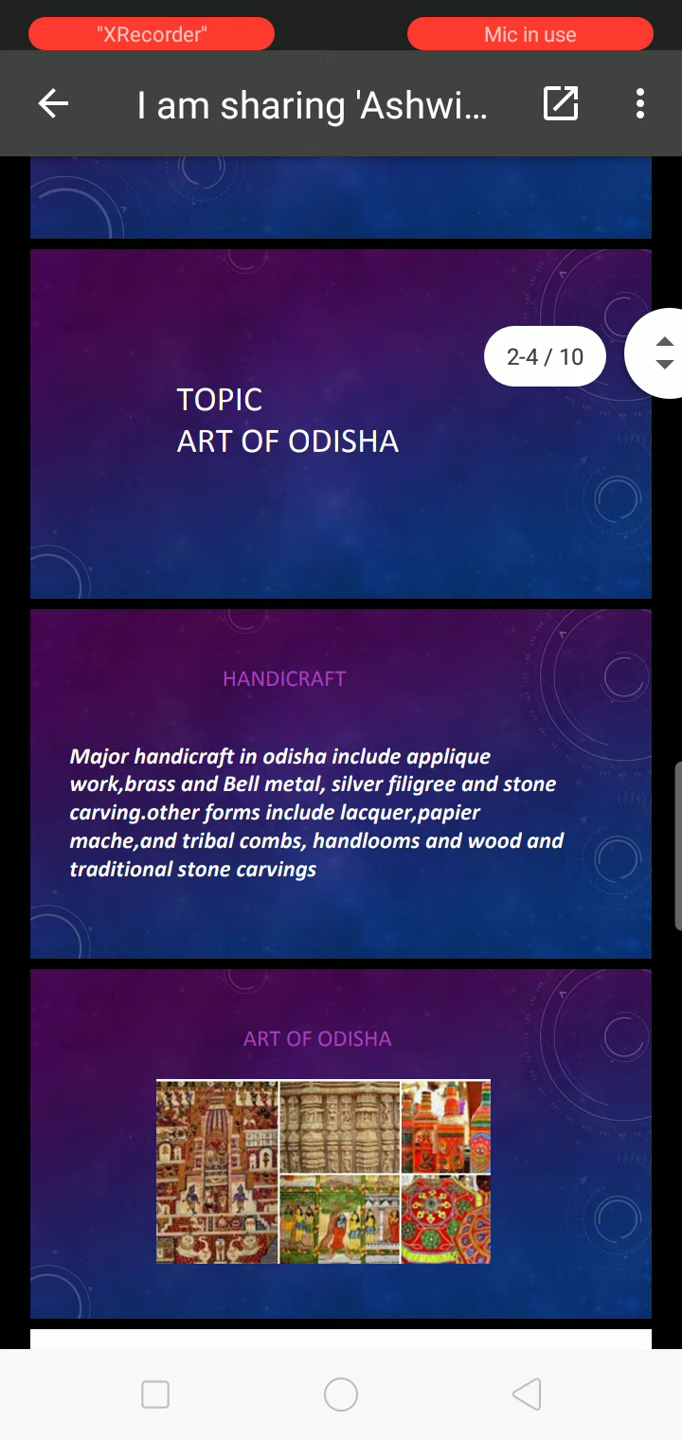 "XRecorder"
Mic in use
I am sharing 'Ashwi...
2-4 / 10
TOPIC
ART OF ODISHA
HANDICRAFT
Major handicraft in odisha include applique
work,brass and Bell metal, silver filigree and stone
carving.other forms include lacquer,papier
mache,and tribal combs, handlooms and wood and
traditional stone carvings
ART OF ODISHA